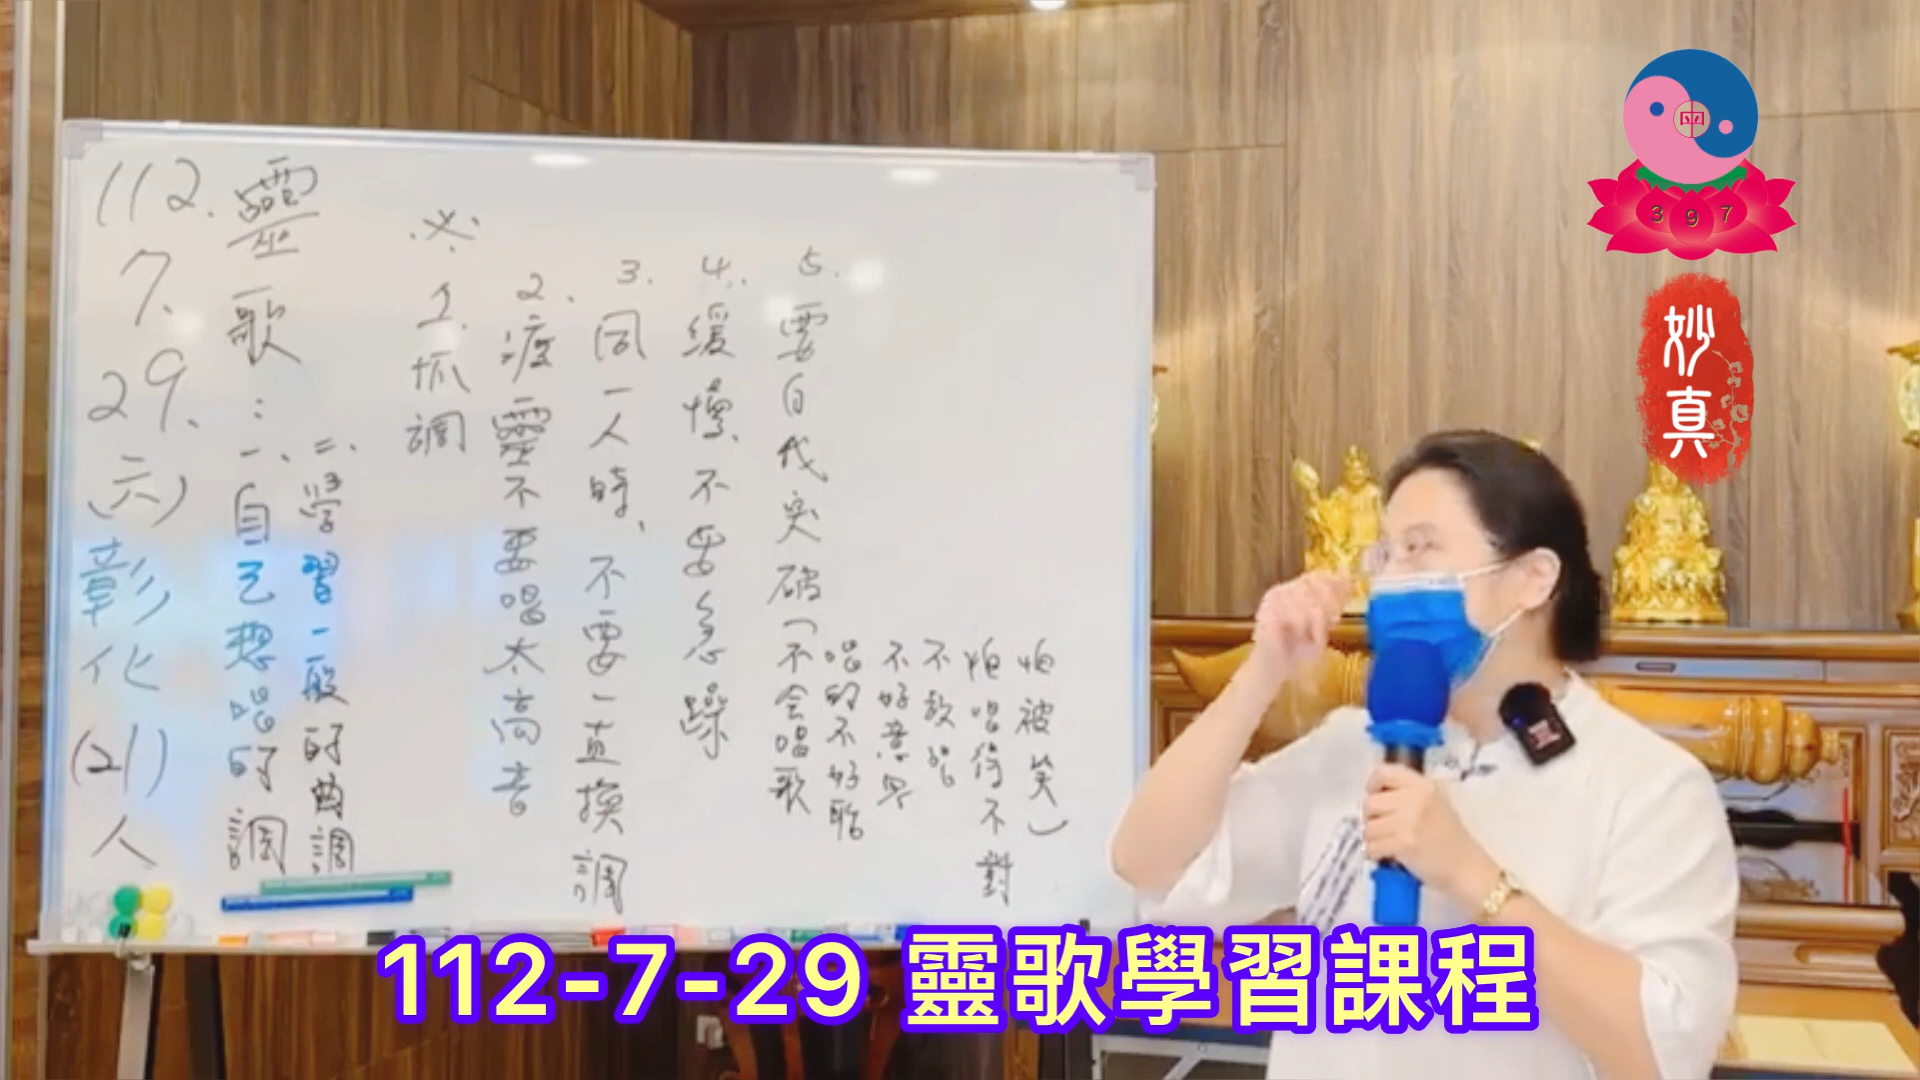 112.7.29.(六)彰化(21)人
靈歌：一、自己想唱的調
二、學習一般的曲調
※
1.抓調
2.渡靈不要唱太高音
3.同一人時、不要一直換調
4.緩慢、不要急躁
5.要自我突破(不会唱歌
唱的不好聽
不好意思
不敢唱
怕唱得不對
怕被笑)
397
妙真
112-7-29 靈歌學習課程